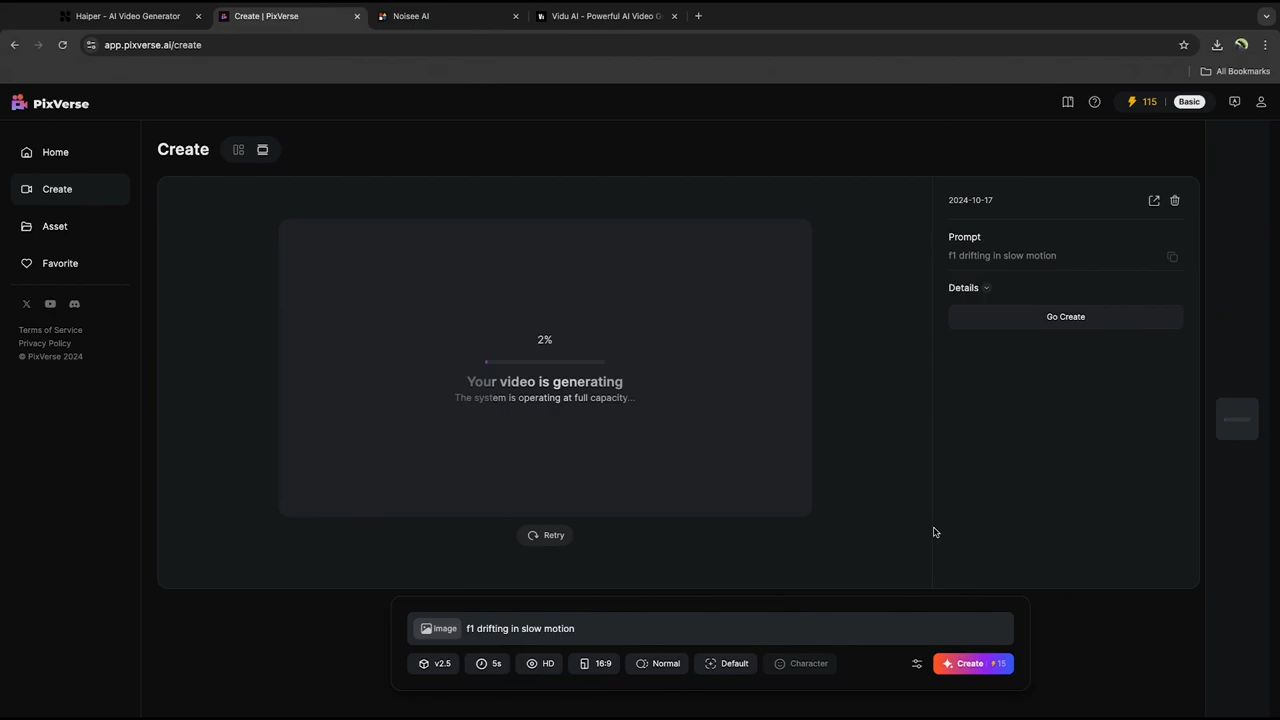 Haiper - AI Video Generator
Create | PixVerse
Noisee AI
Vidu AI - Powerful AI Video G
app.pixverse.ai/create
All Bookmarks
PixVerse
115
Basic
Home
Create
Asset
Favorite
Terms of Service
Privacy Policy
© PixVerse 2024
Create
2%
Your video is generating
The system is operating at full capacity...
Retry
2024-10-17
Prompt
f1 drifting in slow motion
Details
Go Create
Image f1 drifting in slow motion
v2.5 5s HD 16:9 Normal Default Character Create 15